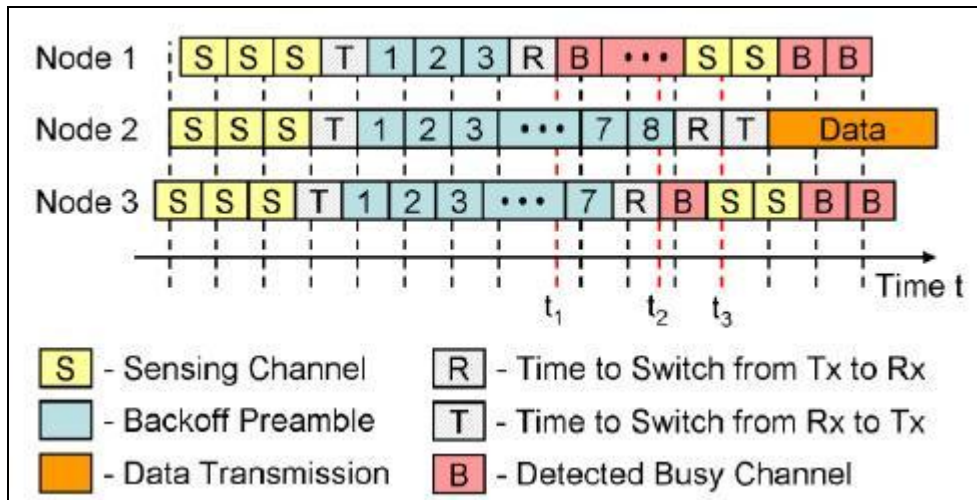 Node 1 S S S T 1 2 3 R B ••• S S B B
Node 2 S S S T 1 2 3 ••• 7 8 R T Data
Node 3 S S S T 1 2 3 ••• 7 R B S S B B
Time t
t1 t2 t3
S - Sensing Channel R - Time to Switch from Tx to Rx
- Backoff Preamble T - Time to Switch from Rx to Tx
- Data Transmission B - Detected Busy Channel